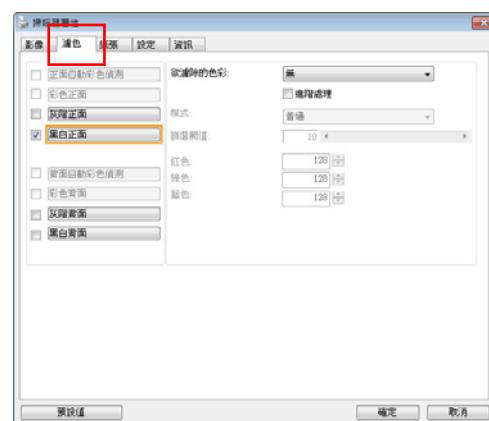 掃描器屬性
影像 濾色 紙張 設定 資訊
正面自動彩色偵測
彩色正面
灰階正面
黑白正面
背面自動彩色偵測
彩色背面
灰階背面
黑白背面
欲濾除的色彩: 無
進階處理
模式: 普通
篩選閾值: 10
紅色: 128
綠色: 128
藍色: 128
預設值 確定 取消